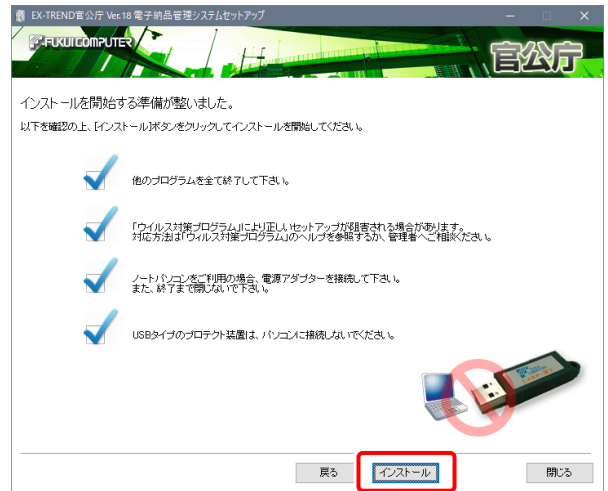 EX-TREND官公庁 Ver.18 電子納品管理システムセットアップ
FUKUI COMPUTER
官公庁
インストールを開始する準備が整いました。
以下を確認の上、[インストール]ボタンをクリックしてインストールを開始してください。
他のプログラムを全て終了して下さい。
「ウイルス対策プログラム」により正しいセットアップが阻害される場合があります。
対応方法は「ウィルス対策プログラム」のヘルプを参照するか、管理者へご相談ください。
ノートパソコンをご利用の場合、電源アダプターを接続して下さい。
また、終了まで閉じないで下さい。
USBタイプのプロテクト装置は、パソコンに接続しないでください。
戻る
インストール
閉じる